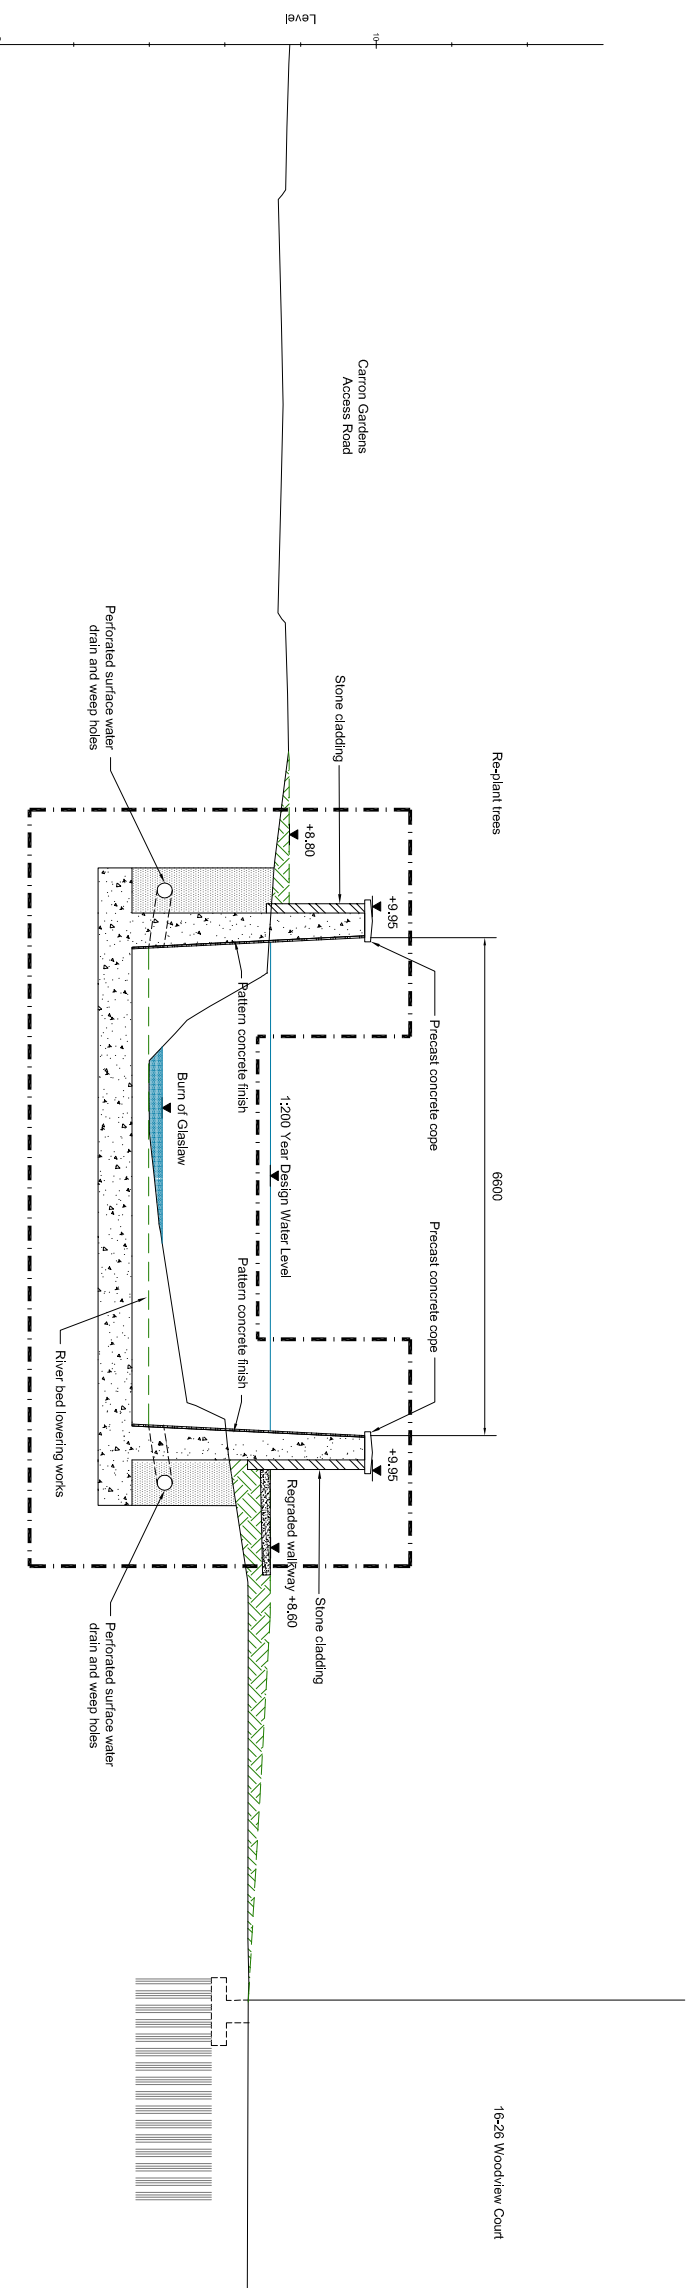 Level
10
Carron Gardens
Access Road
Re-plant trees
Stone cladding
Perforated surface water
drain and weep holes
+8.80
+9.95
Precast concrete cope
Pattern concrete finish
Burn of Glaslaw
1:200 Year Design Water Level
6600
Precast concrete cope
Pattern concrete finish
River bed lowering works
+9.95
Regraded walkway +8.60
Stone cladding
Perforated surface water
drain and weep holes
16-26 Woodview Court